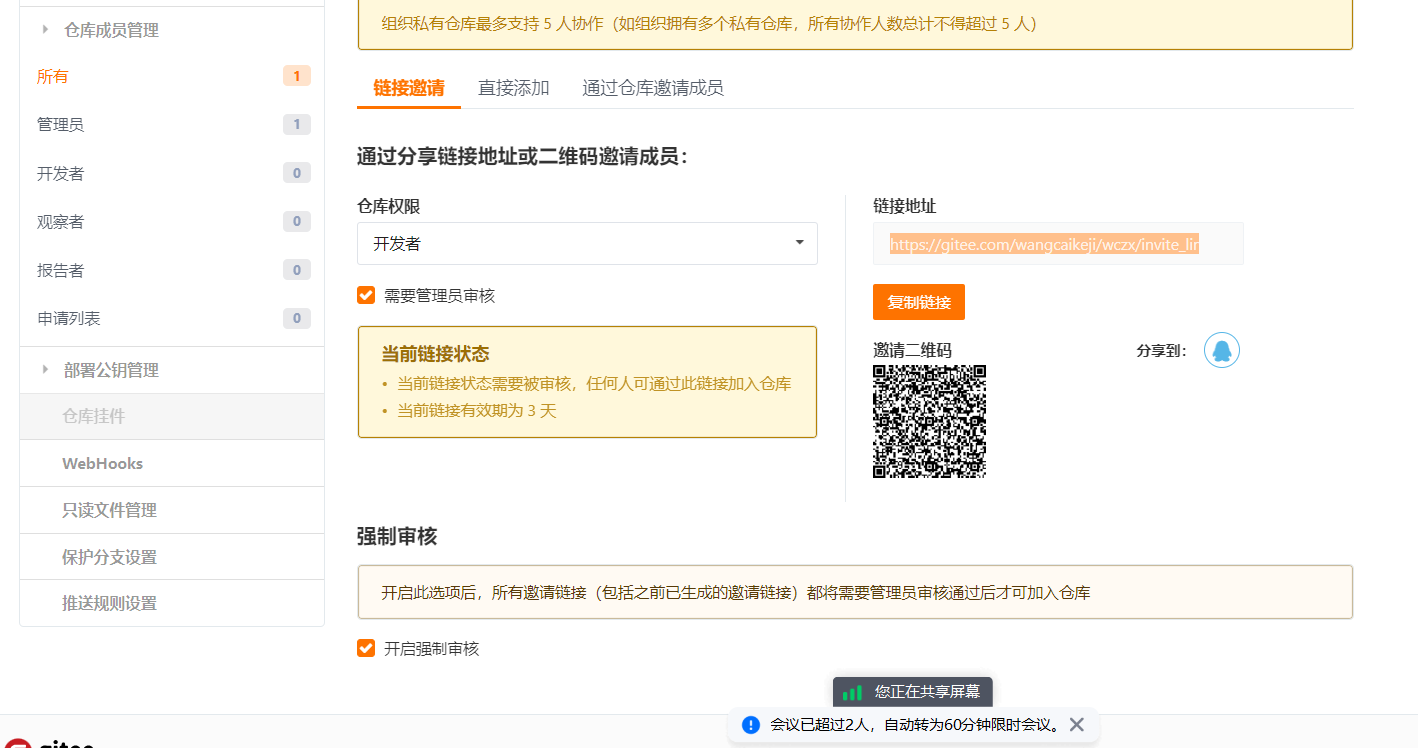 组织私有仓库最多支持 5 人协作（如组织拥有多个私有仓库，所有协作人数总计不得超过 5 人）
仓库成员管理
所有 1
管理员 1
开发者 0
观察者 0
报告者 0
申请列表 0
部署公钥管理
仓库挂件
WebHooks
只读文件管理
保护分支设置
推送规则设置
链接邀请 直接添加 通过仓库邀请成员
通过分享链接地址或二维码邀请成员：
仓库权限
开发者
需要管理员审核
当前链接状态
• 当前链接状态需要被审核，任何人可通过此链接加入仓库
• 当前链接有效期为 3 天
链接地址
https://gitee.com/wangcaikeji/wczx/invite_lir
复制链接
邀请二维码
分享到：
强制审核
开启此选项后，所有邀请链接（包括之前已生成的邀请链接）都将需要管理员审核通过后才可加入仓库
开启强制审核
您正在共享屏幕
会议已超过2人，自动转为60分钟限时会议。
gitee